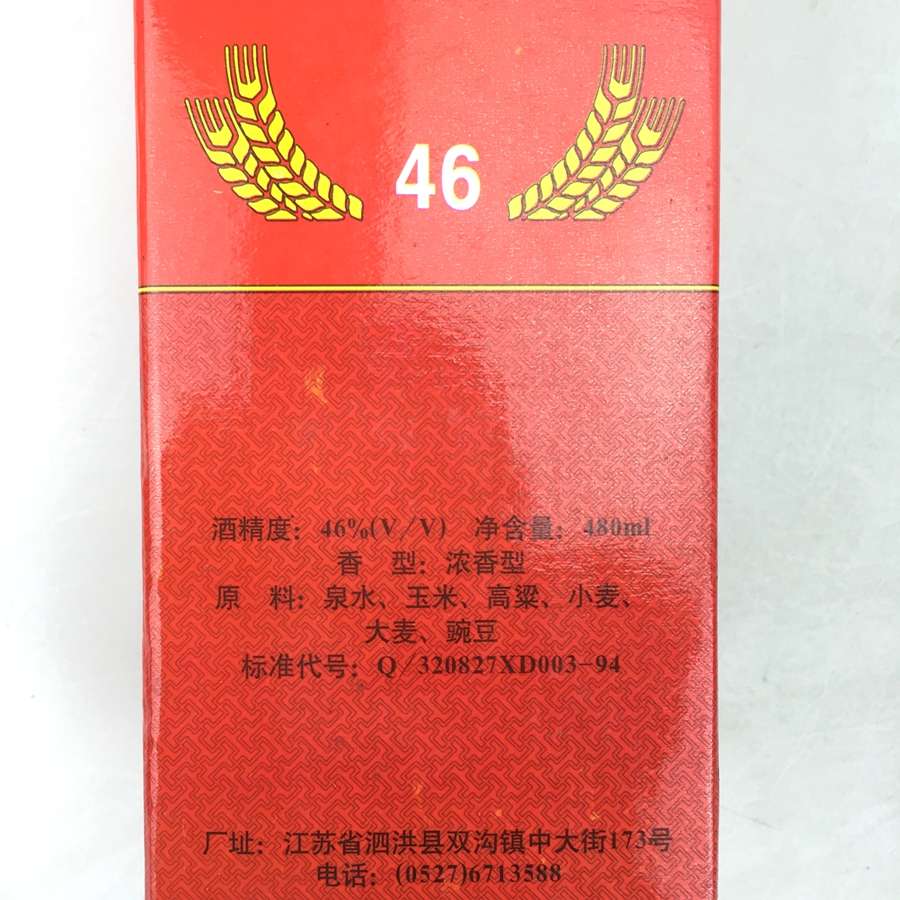 46
酒精度：46%(V/V) 净含量：480ml
香 型：浓香型
原 料：泉水、玉米、高粱、小麦、
大麦、豌豆
标准代号：Q/320827XD003-94
厂址：江苏省泗洪县双沟镇中大街173号
电话：(0527)6713588